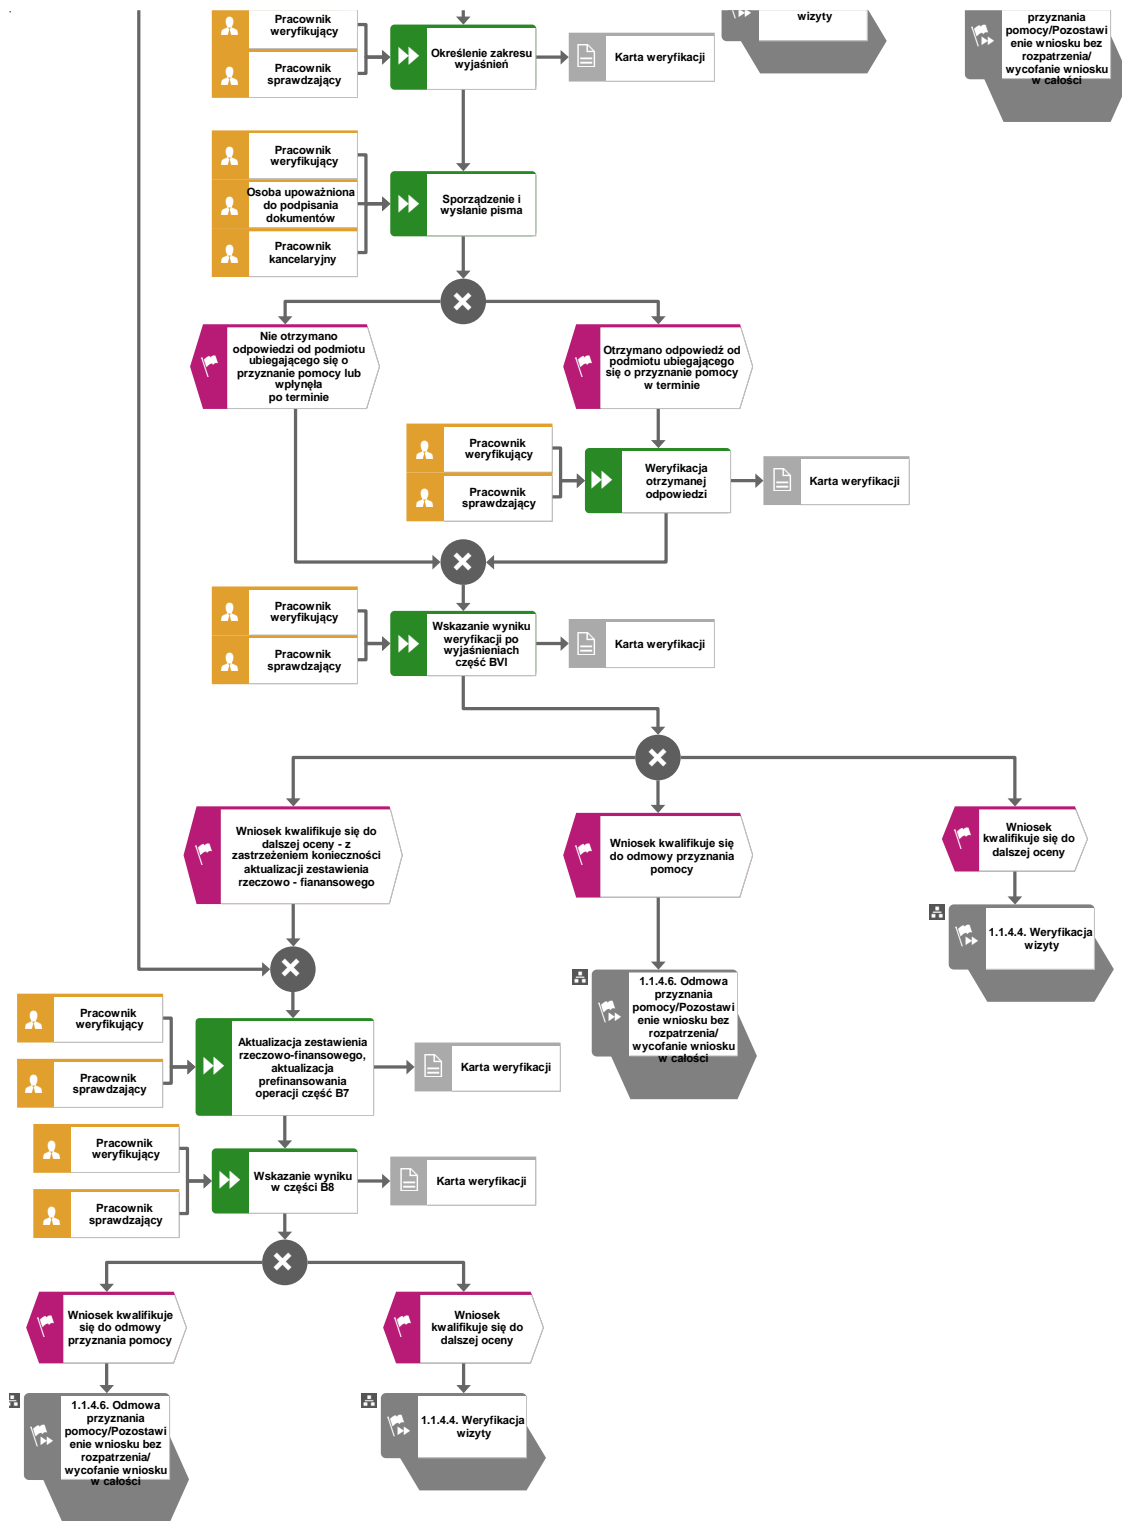 Pracownik
weryfikujący
Pracownik
sprawdzający
Określenie zakresu
wyjaśnień
Karta weryfikacji
wizyty
przyznania
pomocy/Pozostawi
enie wniosku bez
rozpatrzenia/
wycofanie wniosku
w całości
Pracownik
weryfikujący
Osoba upoważniona
do podpisania
dokumentów
Pracownik
kancelaryjny
Sporządzenie i
wysłanie pisma
Nie otrzymano
odpowiedzi od podmiotu
ubiegającego się o
przyznanie pomocy lub
wpłynęła
po terminie
Otrzymano odpowiedź od
podmiotu ubiegającego
się o przyznanie pomocy
w terminie
Pracownik
weryfikujący
Pracownik
sprawdzający
Weryfikacja
otrzymanej
odpowiedzi
Karta weryfikacji
Pracownik
weryfikujący
Pracownik
sprawdzający
Wskazanie wyniku
weryfikacji po
wyjaśnieniach
część BVI
Karta weryfikacji
Wniosek kwalifikuje się do
dalszej oceny - z
zastrzeżeniem konieczności
aktualizacji zestawienia
rzeczowo - fianansowego
Wniosek kwalifikuje się
do odmowy przyznania
pomocy
Wniosek
kwalifikuje się do
dalszej oceny
1.1.4.4. Weryfikacja
wizyty
1.1.4.6. Odmowa
przyznania
pomocy/Pozostawi
enie wniosku bez
rozpatrzenia/
wycofanie wniosku
w całości
Pracownik
weryfikujący
Pracownik
sprawdzający
Aktualizacja zestawienia
rzeczowo-finansowego,
aktualizacja
prefinansowania
operacji część B7
Karta weryfikacji
Pracownik
weryfikujący
Pracownik
sprawdzający
Wskazanie wyniku
w części B8
Karta weryfikacji
Wniosek kwalifikuje
się do odmowy
przyznania pomocy
Wniosek
kwalifikuje się do
dalszej oceny
1.1.4.6. Odmowa
przyznania
pomocy/Pozostawi
enie wniosku bez
rozpatrzenia/
wycofanie wniosku
w całości
1.1.4.4. Weryfikacja
wizyty